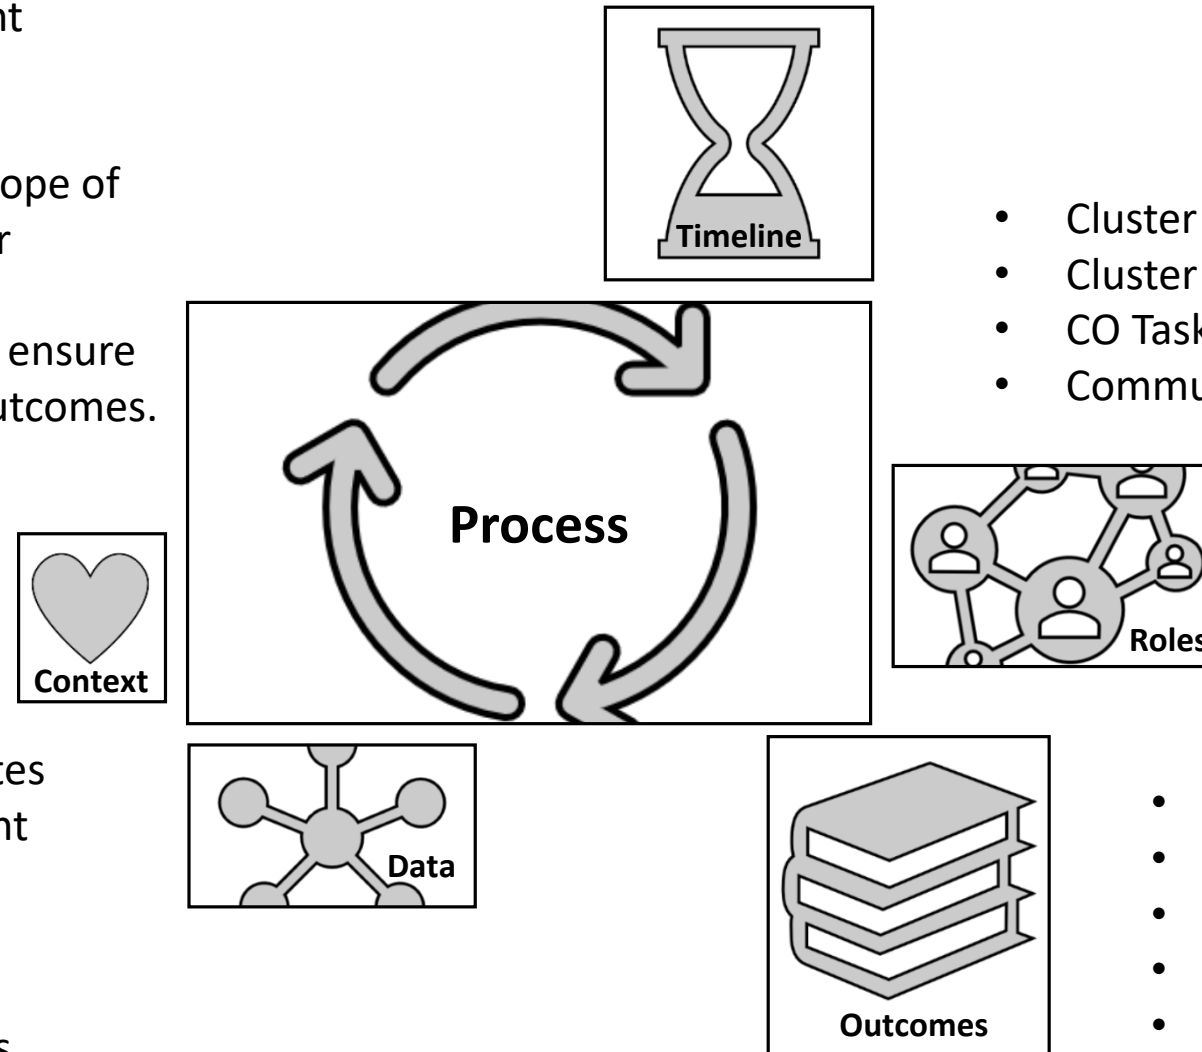 nt
ope of
r
ensure
utcomes.
Timeline
• Cluster
• Cluster
• CO Task
• Commu
Process
Context
Roles
tes
nt
Data
•
•
•
•
•
Outcomes
s